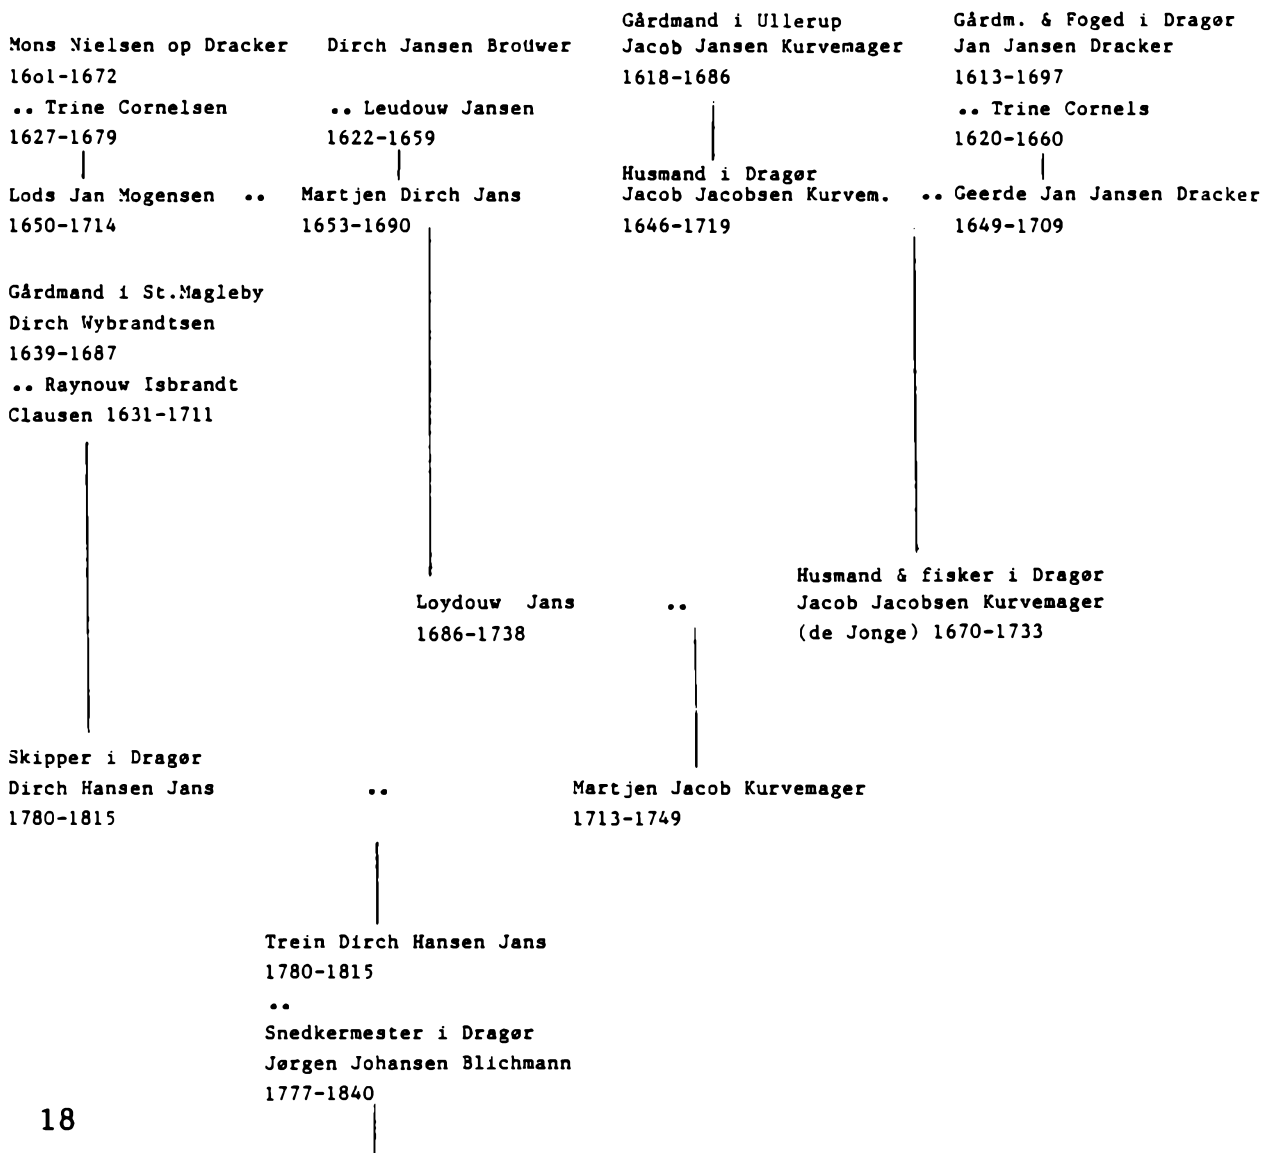 Mons Nielsen op Dracker
1601-1672
.. Trine Cornelsen
1627-1679
Dirch Jansen Broüwer
.. Leudouw Jansen
1622-1659
Gårdmand i Ullerup
Jacob Jansen Kurvemager
1618-1686
Gårdm. & Foged i Dragør
Jan Jansen Dracker
1613-1697
.. Trine Cornels
1620-1660
Lods Jan Mogensen ..
1650-1714
Martjen Dirch Jans
1653-1690
Husmand i Dragør
Jacob Jacobsen Kurvem. ..
1646-1719
Geerde Jan Jansen Dracker
1649-1709
Gårdmand i St.Magleby
Dirch Wybrandtsen
1639-1687
.. Raynouw Isbrandt
Clausen 1631-1711
Loydouw Jans ..
1686-1738
Husmand & fisker i Dragør
Jacob Jacobsen Kurvemager
(de Jonge) 1670-1733
Skipper i Dragør
Dirch Hansen Jans ..
1780-1815
Martjen Jacob Kurvemager
1713-1749
Trein Dirch Hansen Jans
1780-1815
..
Snedkermester i Dragør
Jørgen Johansen Blichmann
1777-1840
18